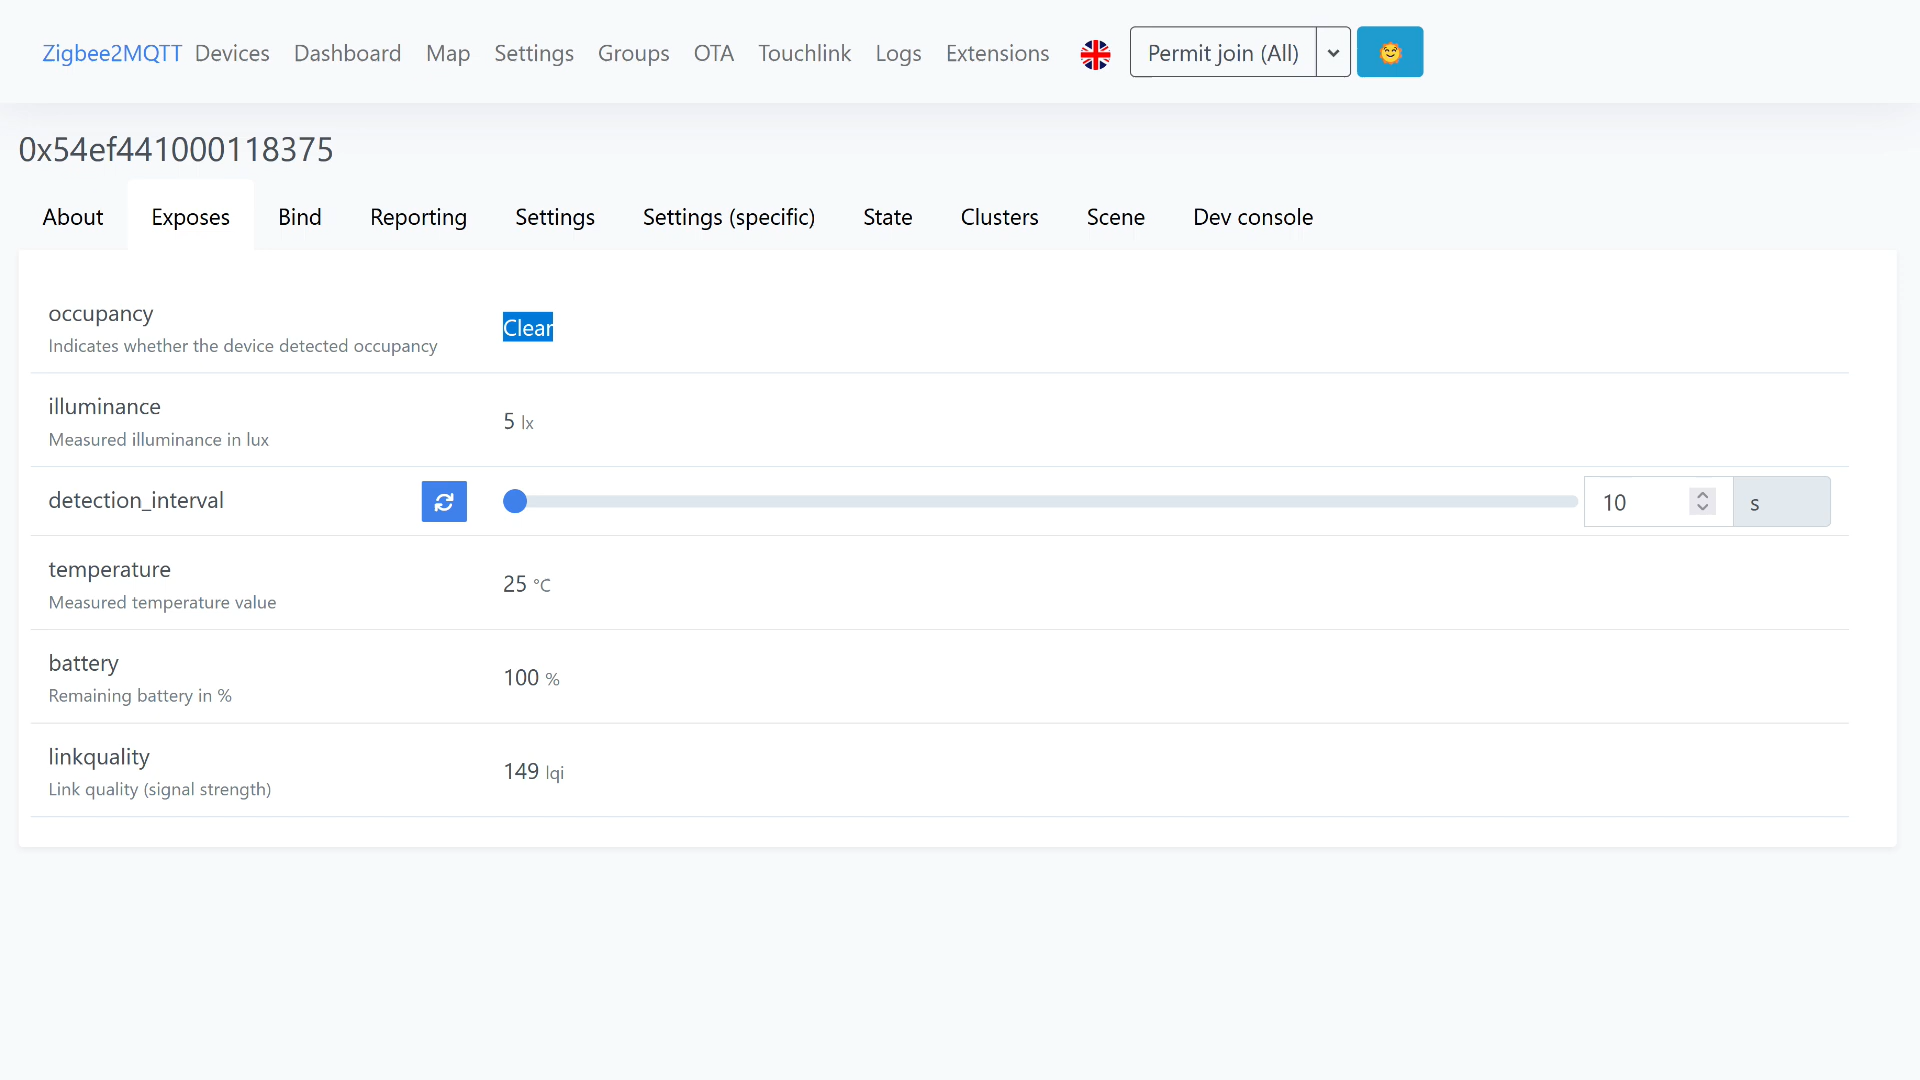 Zigbee2MQTT Devices Dashboard Map Settings Groups OTA Touchlink Logs Extensions Permit join (All)
0x54ef441000118375
About Exposes Bind Reporting Settings Settings (specific) State Clusters Scene Dev console
occupancy
Indicates whether the device detected occupancy
Clear
illuminance
Measured illuminance in lux
5 lx
detection_interval
10 s
temperature
Measured temperature value
25 °C
battery
Remaining battery in %
100 %
linkquality
Link quality (signal strength)
149 lqi